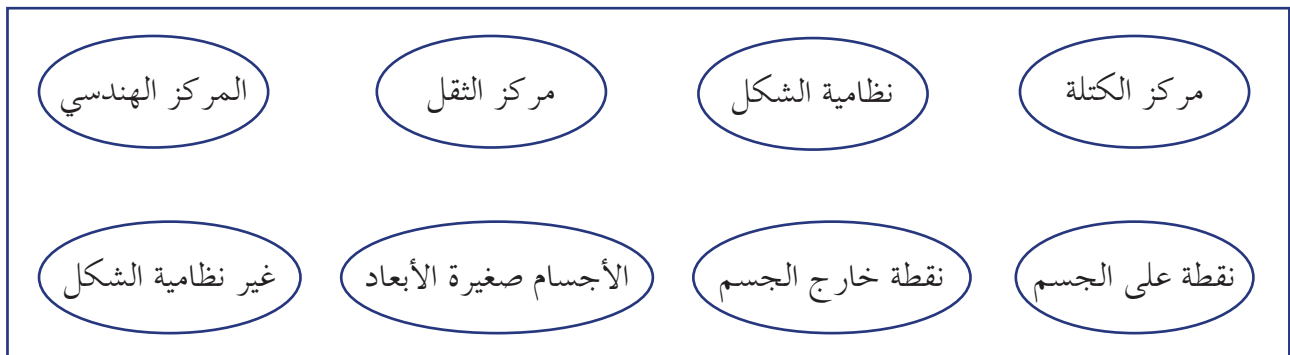 مركز الكتلة
نظامية الشكل
مركز الثقل
المركز الهندسي
نقطة على الجسم
نقطة خارج الجسم
الأجسام صغيرة الأبعاد
غير نظامية الشكل